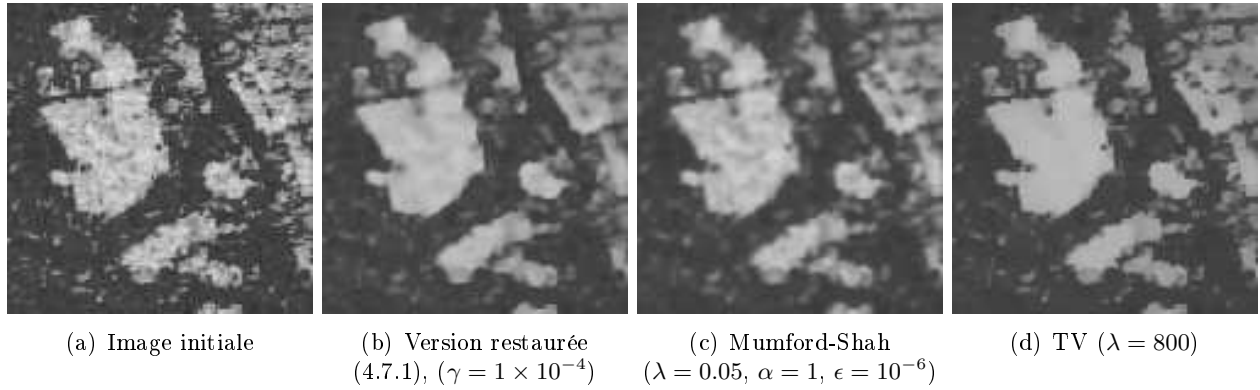 (a) Image initiale
(b) Version restaurée
(4.7.1), (γ = 1 × 10⁻⁴)
(c) Mumford-Shah
(λ = 0.05, α = 1, ϵ = 10⁻⁶)
(d) TV (λ = 800)